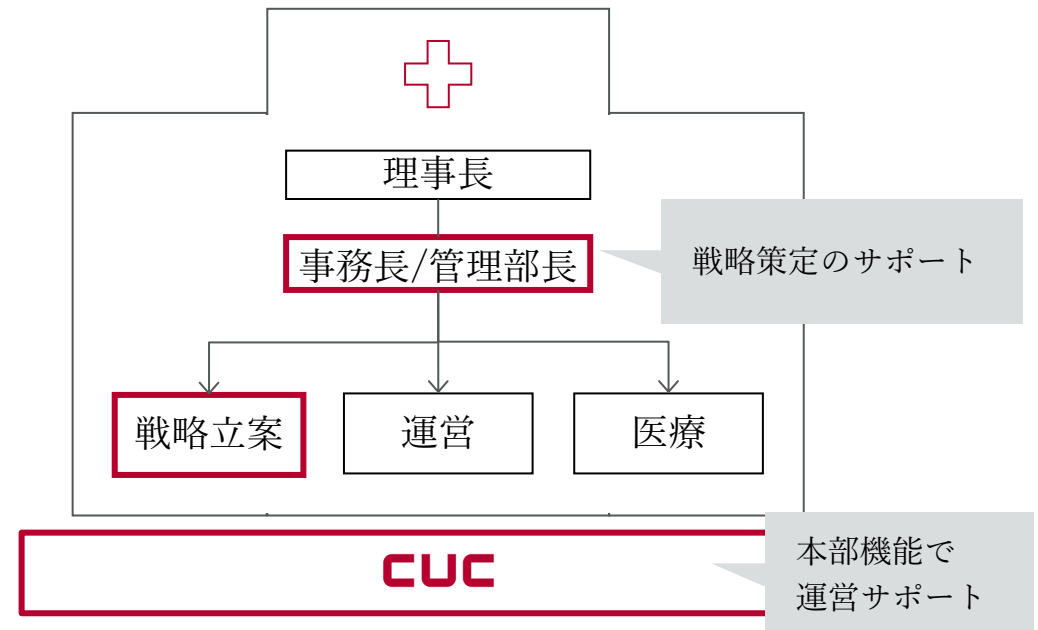 理事長
事務長/管理部長
戦略策定のサポート
戦略立案
運営
医療
CUC
本部機能で
運営サポート